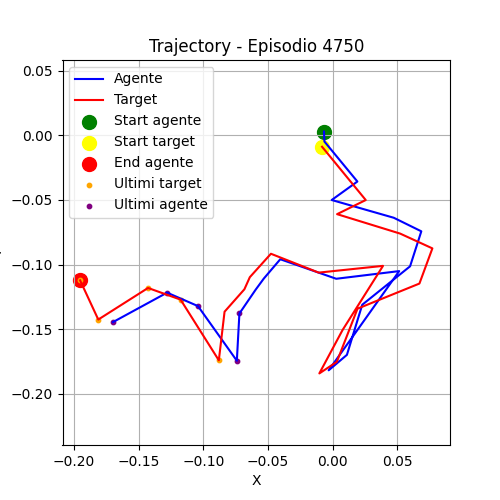 Trajectory - Episodio 4750
Agente
Target
Start agente
Start target
End agente
Ultimi target
Ultimi agente
0.05
0.00
−0.05
−0.10
−0.15
−0.20
−0.20
−0.15
−0.10
−0.05
0.00
0.05
X